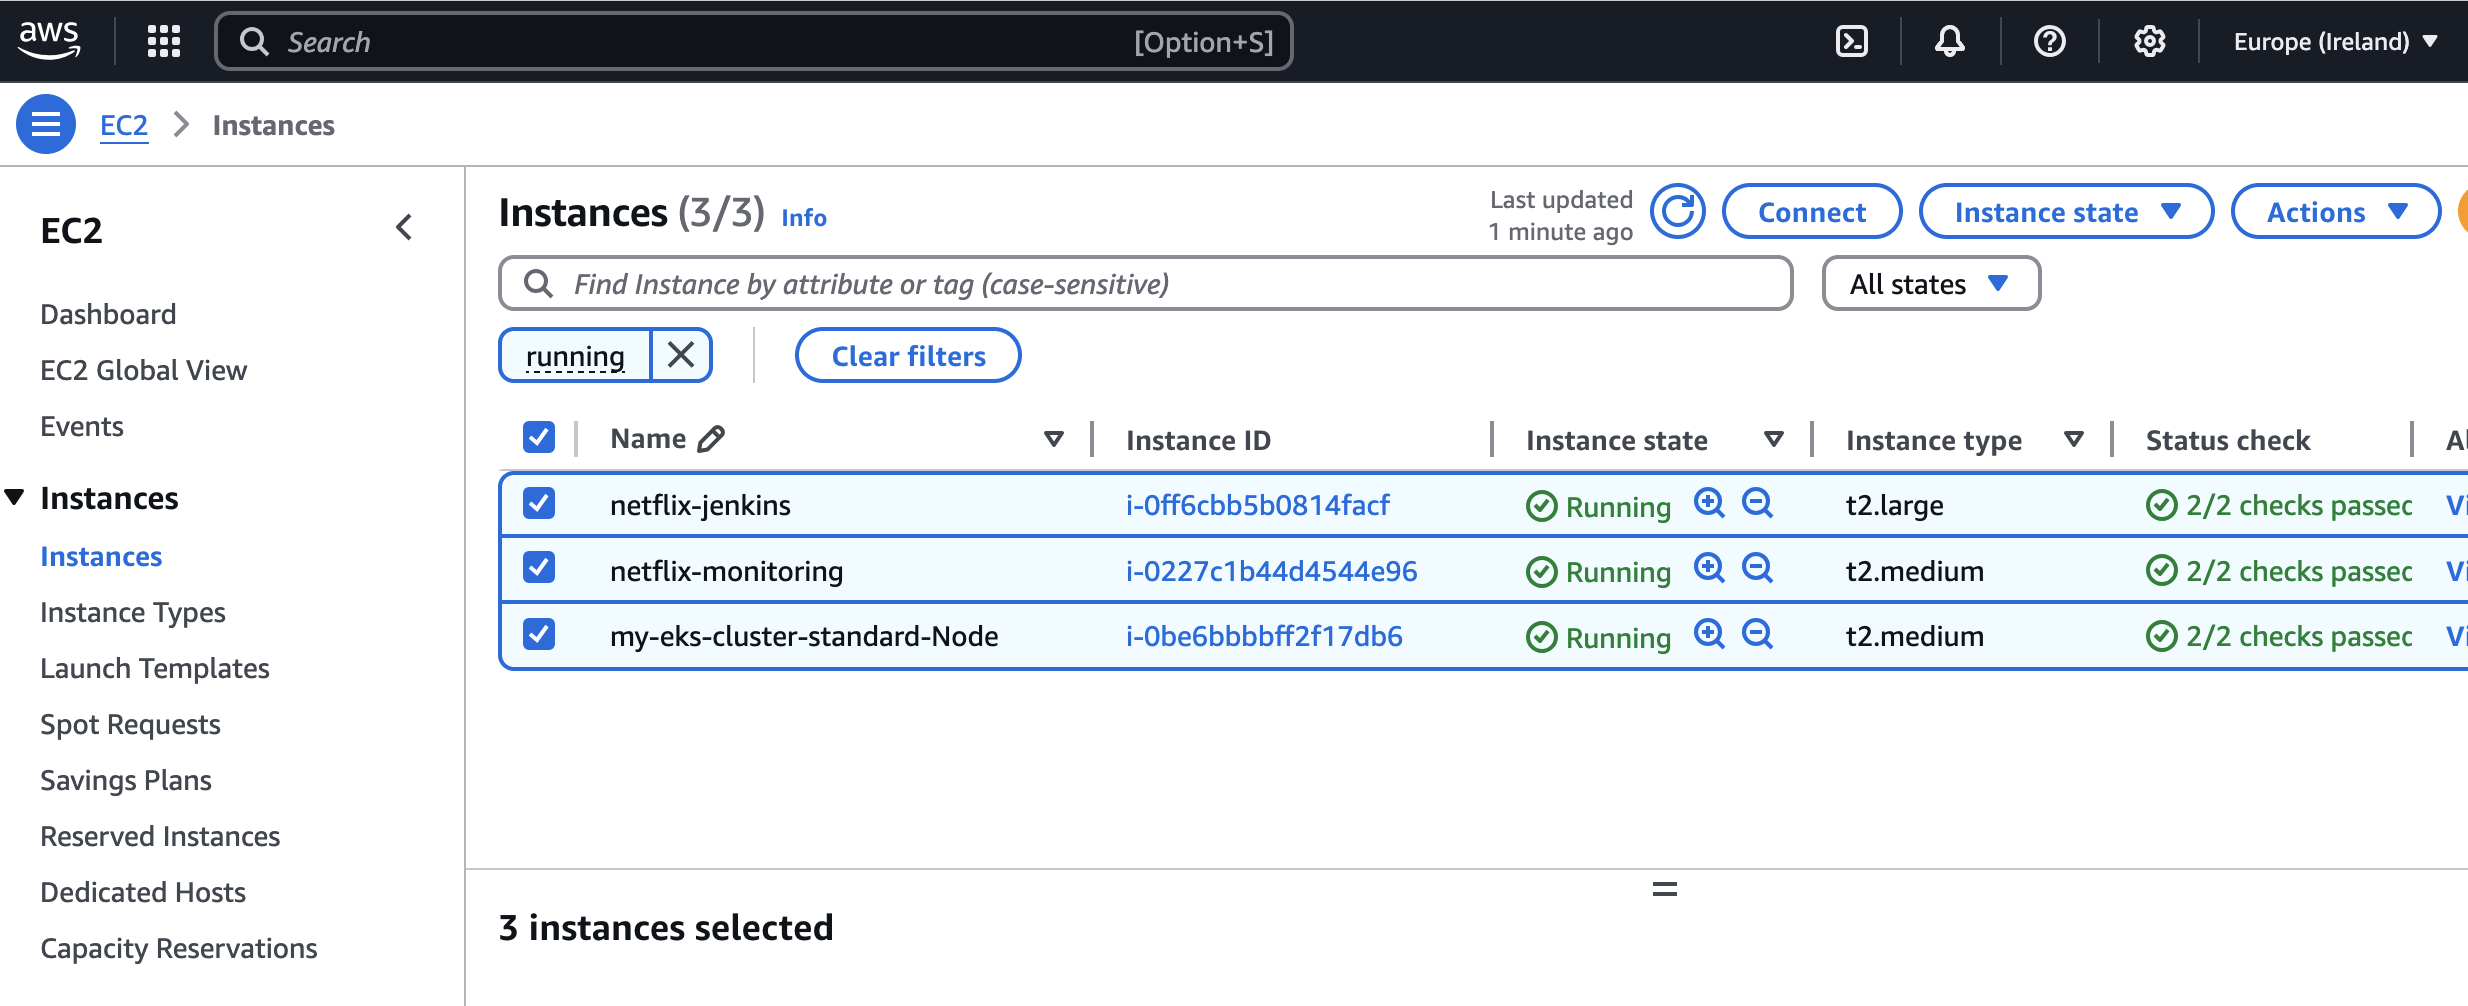 aws
Search [Option+S]
Europe (Ireland)
EC2 Instances
EC2
Dashboard
EC2 Global View
Events
Instances
Instances
Instance Types
Launch Templates
Spot Requests
Savings Plans
Reserved Instances
Dedicated Hosts
Capacity Reservations
Instances (3/3) Info
Last updated
1 minute ago
Connect
Instance state
Actions
Find Instance by attribute or tag (case-sensitive)
All states
running
Clear filters
Name Instance ID Instance state Instance type Status check
netflix-jenkins i-0ff6cbb5b0814facf Running t2.large 2/2 checks passec
netflix-monitoring i-0227c1b44d4544e96 Running t2.medium 2/2 checks passec
my-eks-cluster-standard-Node i-0be6bbbbff2f17db6 Running t2.medium 2/2 checks passec
3 instances selected